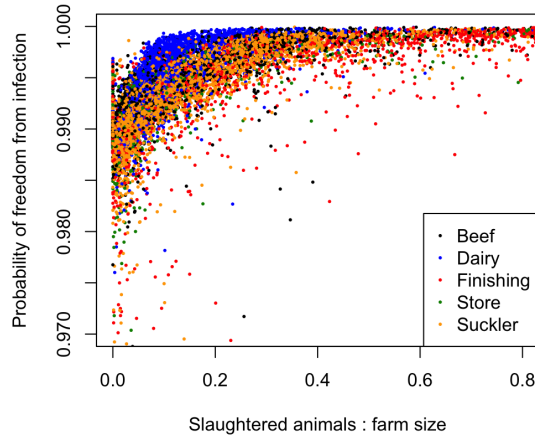 Probability of freedom from infection
1.000
0.990
0.980
0.970
Beef
Dairy
Finishing
Store
Suckler
0.0 0.2 0.4 0.6 0.8
Slaughtered animals : farm size